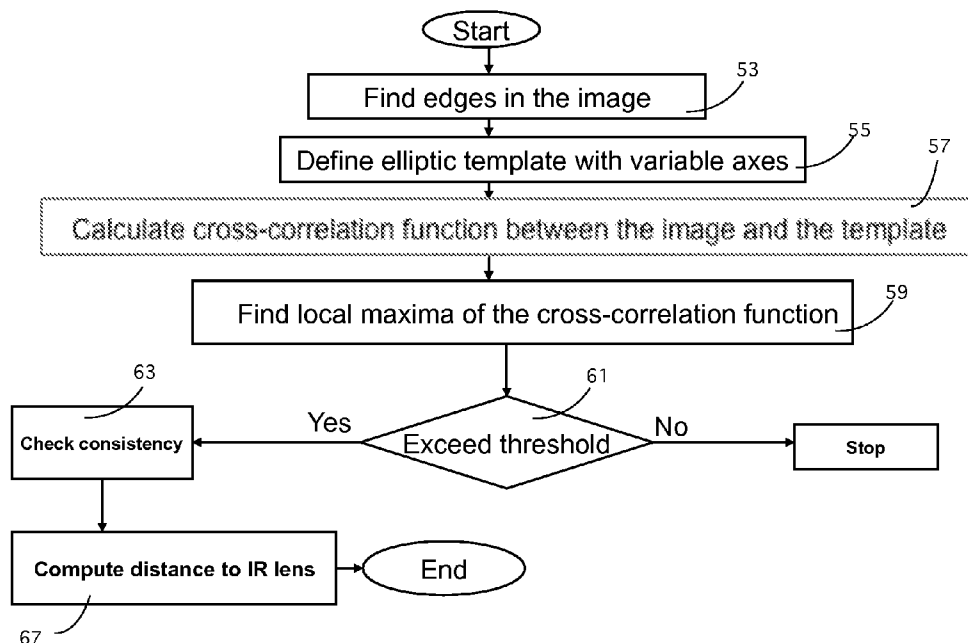 Start
53
Find edges in the image
55
Define elliptic template with variable axes
57
Calculate cross-correlation function between the image and the template
59
Find local maxima of the cross-correlation function
61
63
Yes
No
Check consistency
Exceed threshold
Stop
Compute distance to IR lens
End
67